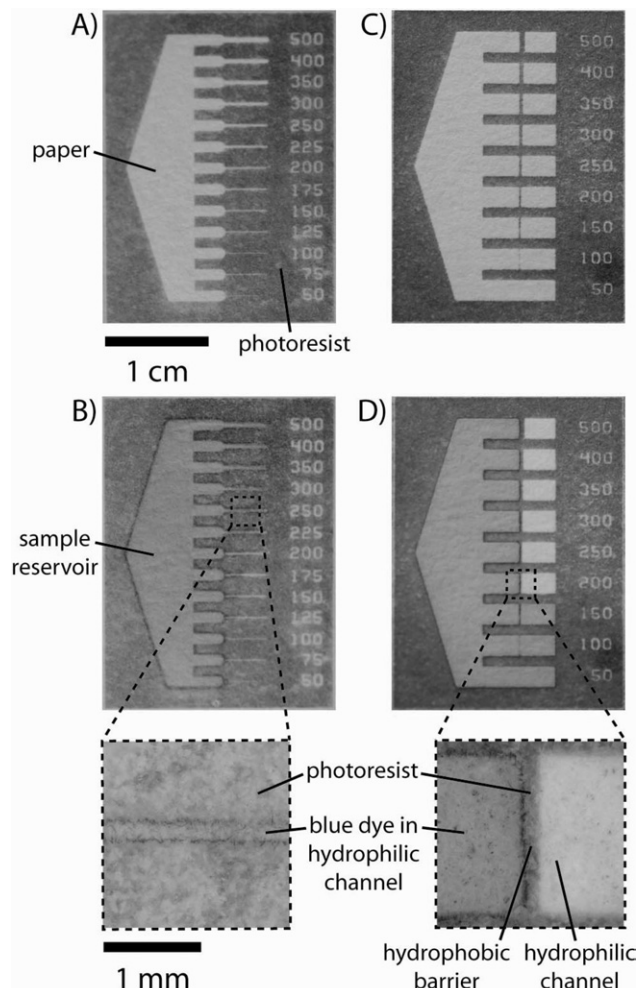 A)
500
400
350
300
250
225
200
175
150
125
100
75
50
paper
photoresist
1 cm
C)
500
400
350
300
250
200
150
100
50
B)
500
400
350
300
250
225
200
175
150
125
100
75
50
sample
reservoir
D)
500
400
350
300
250
200
150
100
50
photoresist
blue dye in
hydrophilic
channel
1 mm
hydrophobic
barrier
hydrophilic
channel